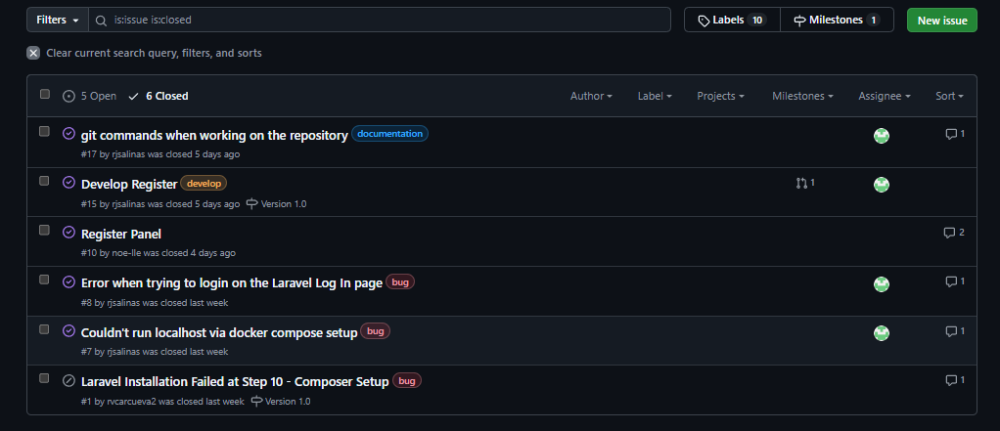 Filters is:issue is:closed Labels 10 Milestones 1 New issue
Clear current search query, filters, and sorts
5 Open 6 Closed Author Label Projects Milestones Assignee Sort
git commands when working on the repository documentation 1
#17 by rjsalinas was closed 5 days ago
Develop Register develop 1
#15 by rjsalinas was closed 5 days ago Version 1.0
Register Panel 2
#10 by noe-lle was closed 4 days ago
Error when trying to login on the Laravel Log In page bug 1
#8 by rjsalinas was closed last week
Couldn't run localhost via docker compose setup bug 1
#7 by rjsalinas was closed last week
Laravel Installation Failed at Step 10 - Composer Setup bug 1
#1 by rvcarcueva2 was closed last week Version 1.0